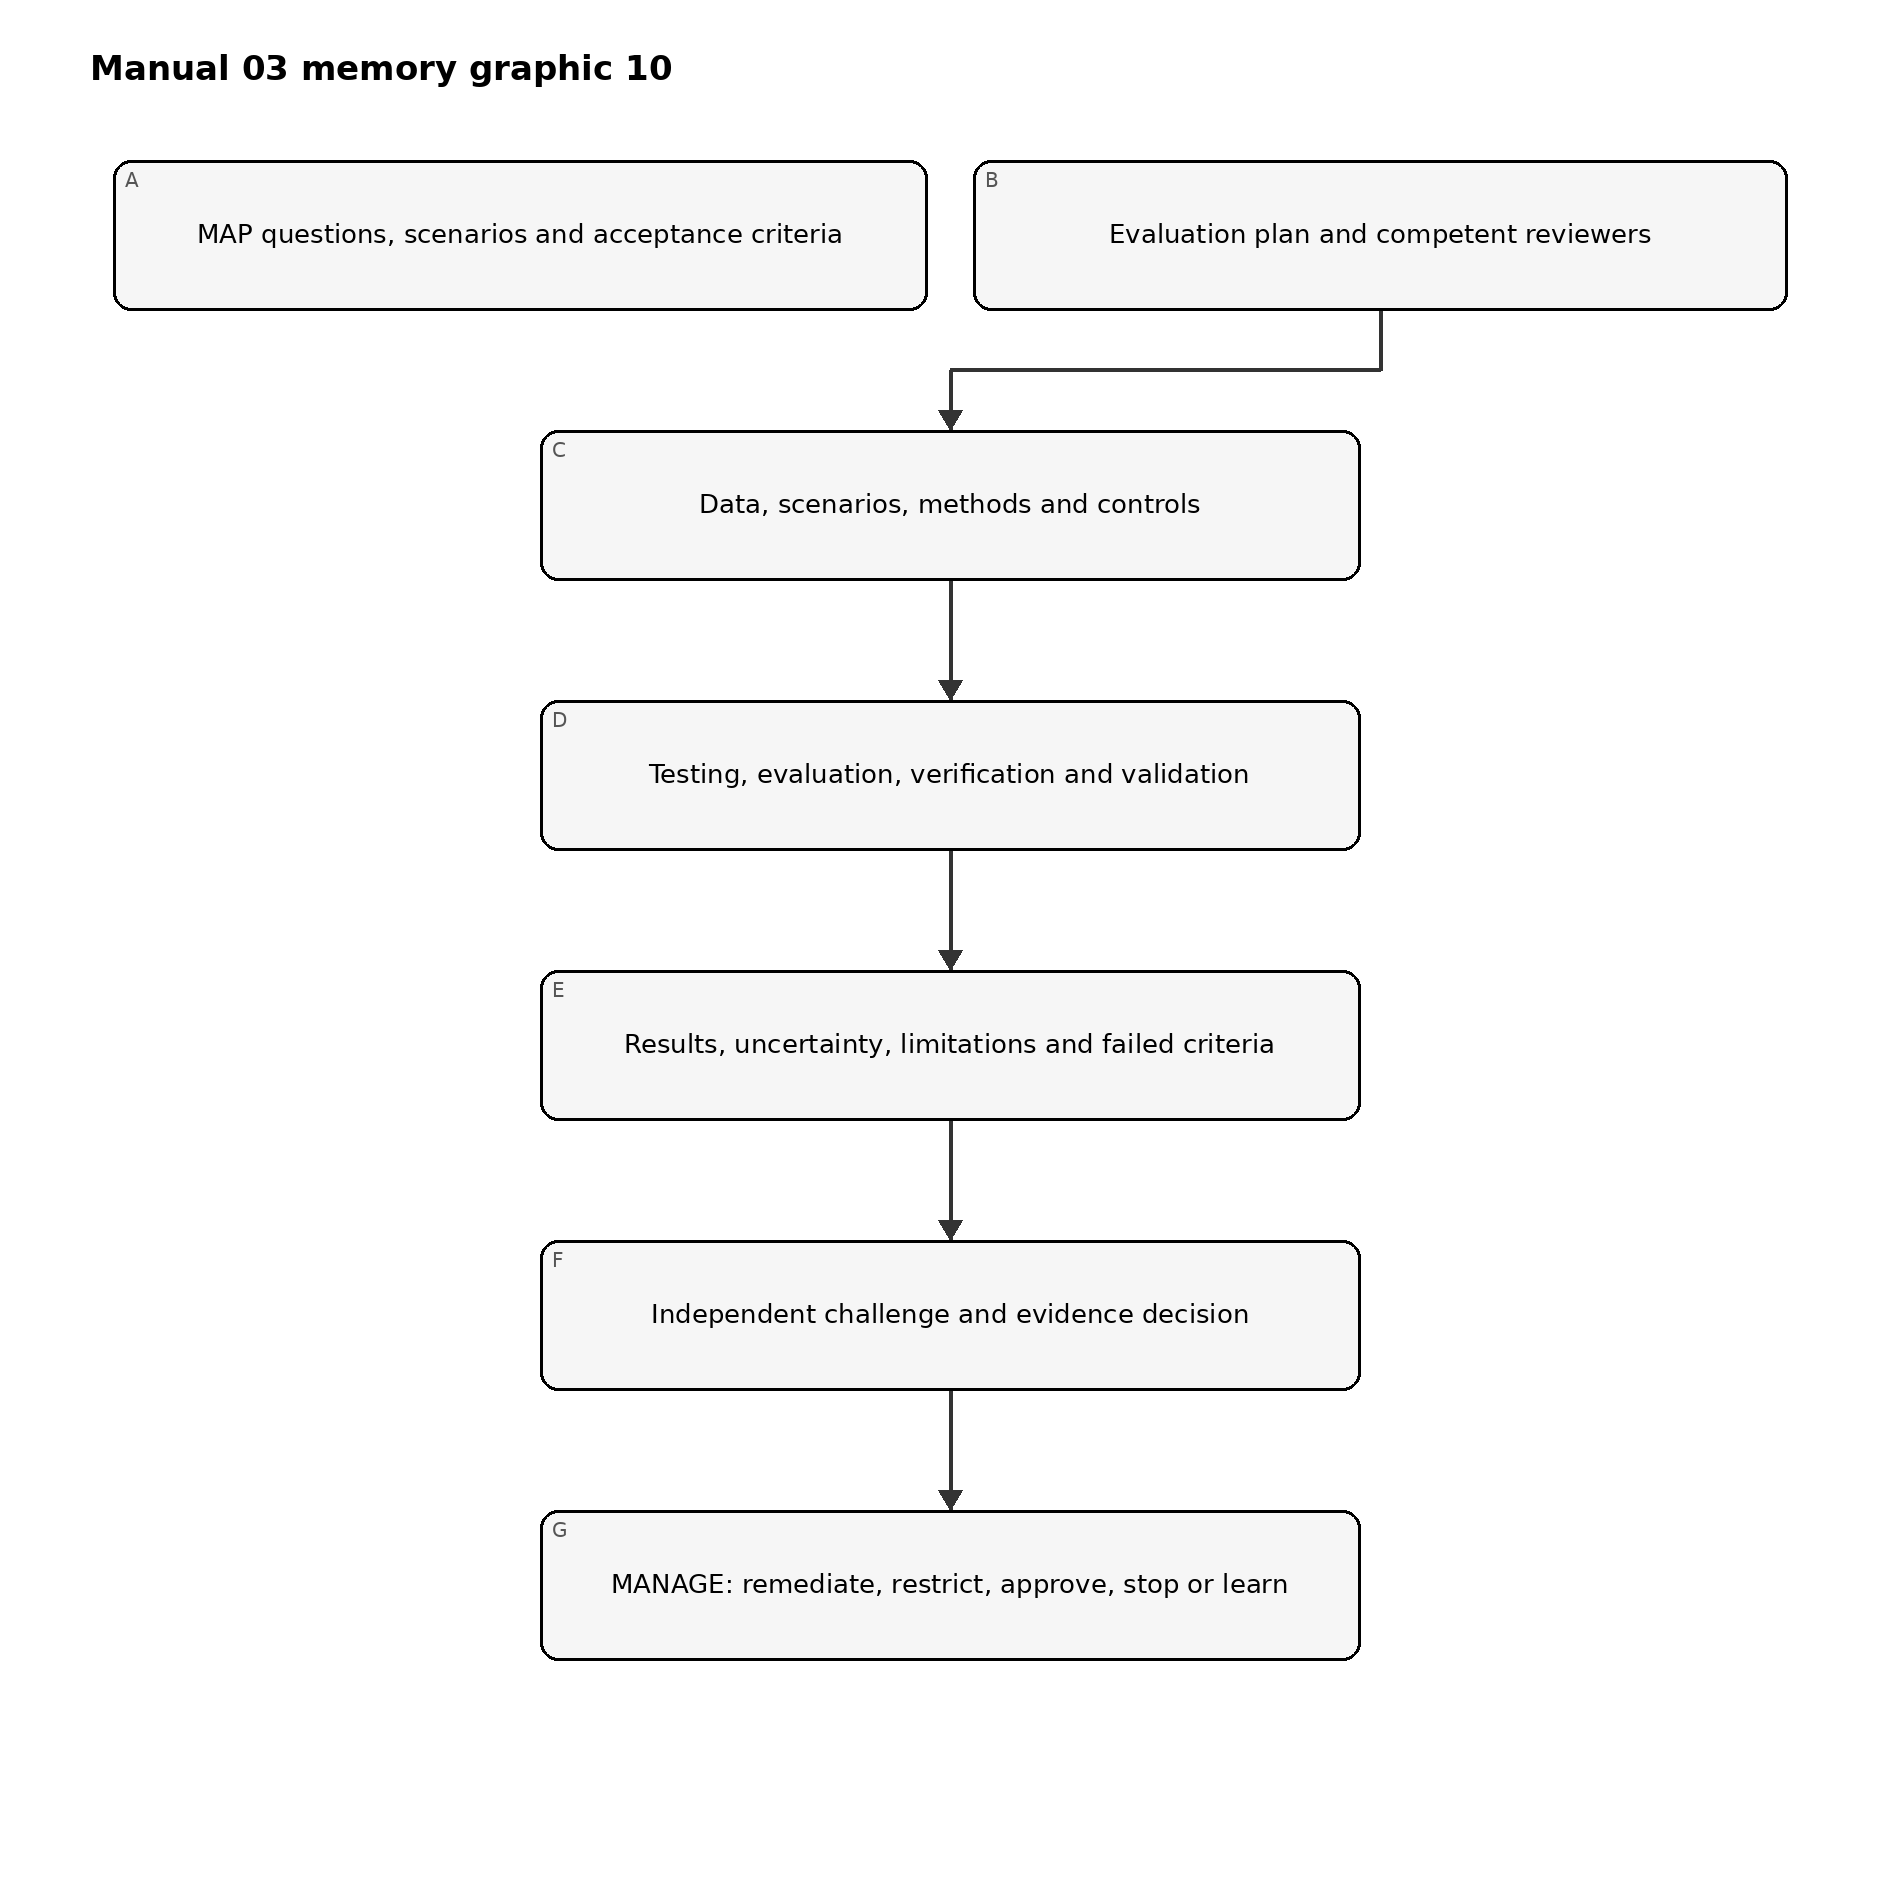 Manual 03 memory graphic 10
A
MAP questions, scenarios and acceptance criteria
B
Evaluation plan and competent reviewers
C
Data, scenarios, methods and controls
D
Testing, evaluation, verification and validation
E
Results, uncertainty, limitations and failed criteria
F
Independent challenge and evidence decision
G
MANAGE: remediate, restrict, approve, stop or learn